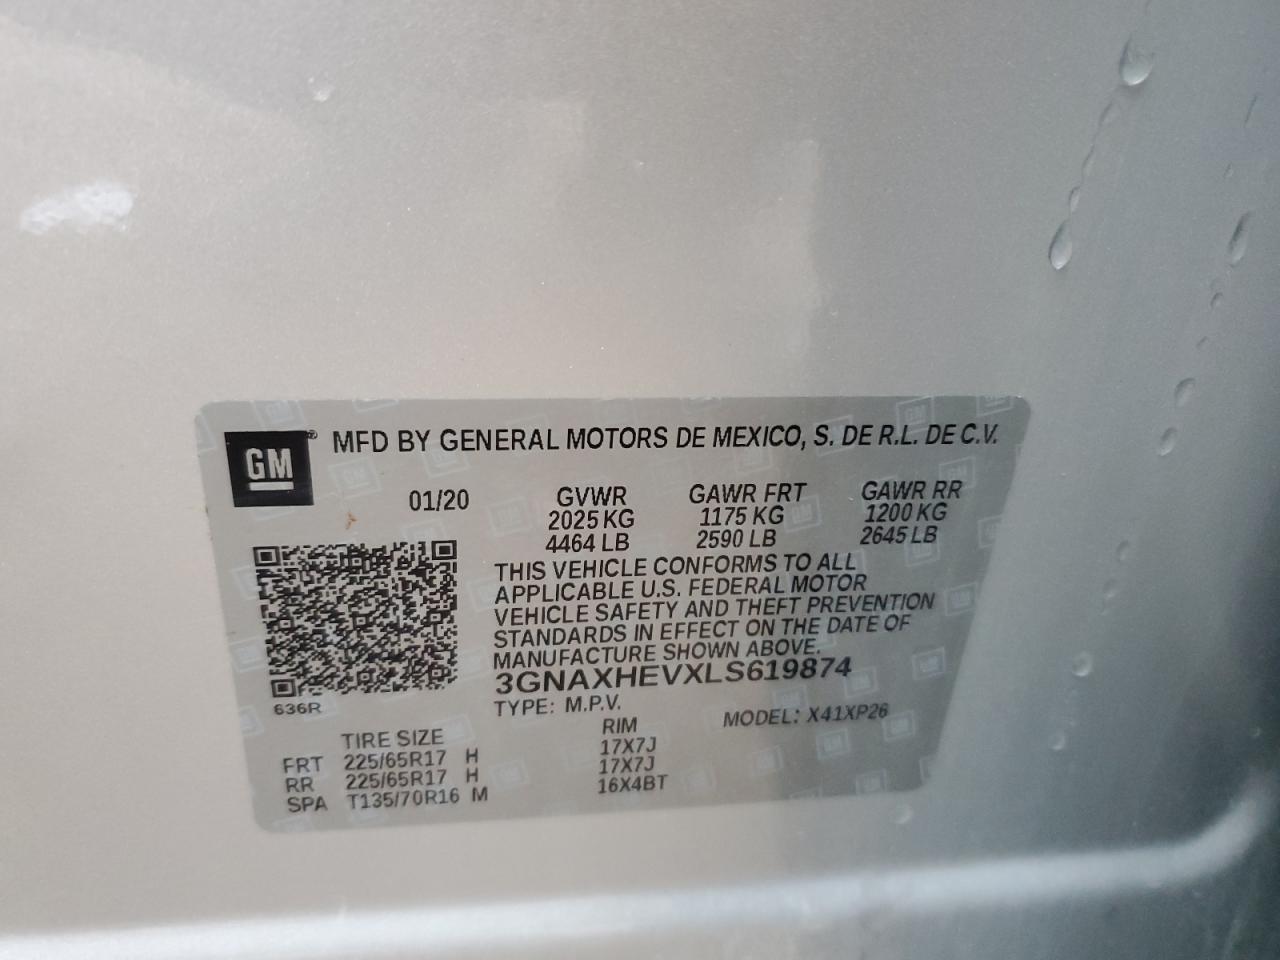 GM ® MFD BY GENERAL MOTORS DE MEXICO, S. DE R.L. DE C.V.
01/20 GVWR GAWR FRT GAWR RR
2025 KG 1175 KG 1200 KG
4464 LB 2590 LB 2645 LB
THIS VEHICLE CONFORMS TO ALL
APPLICABLE U.S. FEDERAL MOTOR
VEHICLE SAFETY AND THEFT PREVENTION
STANDARDS IN EFFECT ON THE DATE OF
MANUFACTURE SHOWN ABOVE.
3GNAXHEVXLS619874
636R
TYPE: M.P.V. MODEL: X41XP26
TIRE SIZE RIM
FRT 225/65R17 H 17X7J
RR 225/65R17 H 17X7J
SPA T135/70R16 M 16X4BT